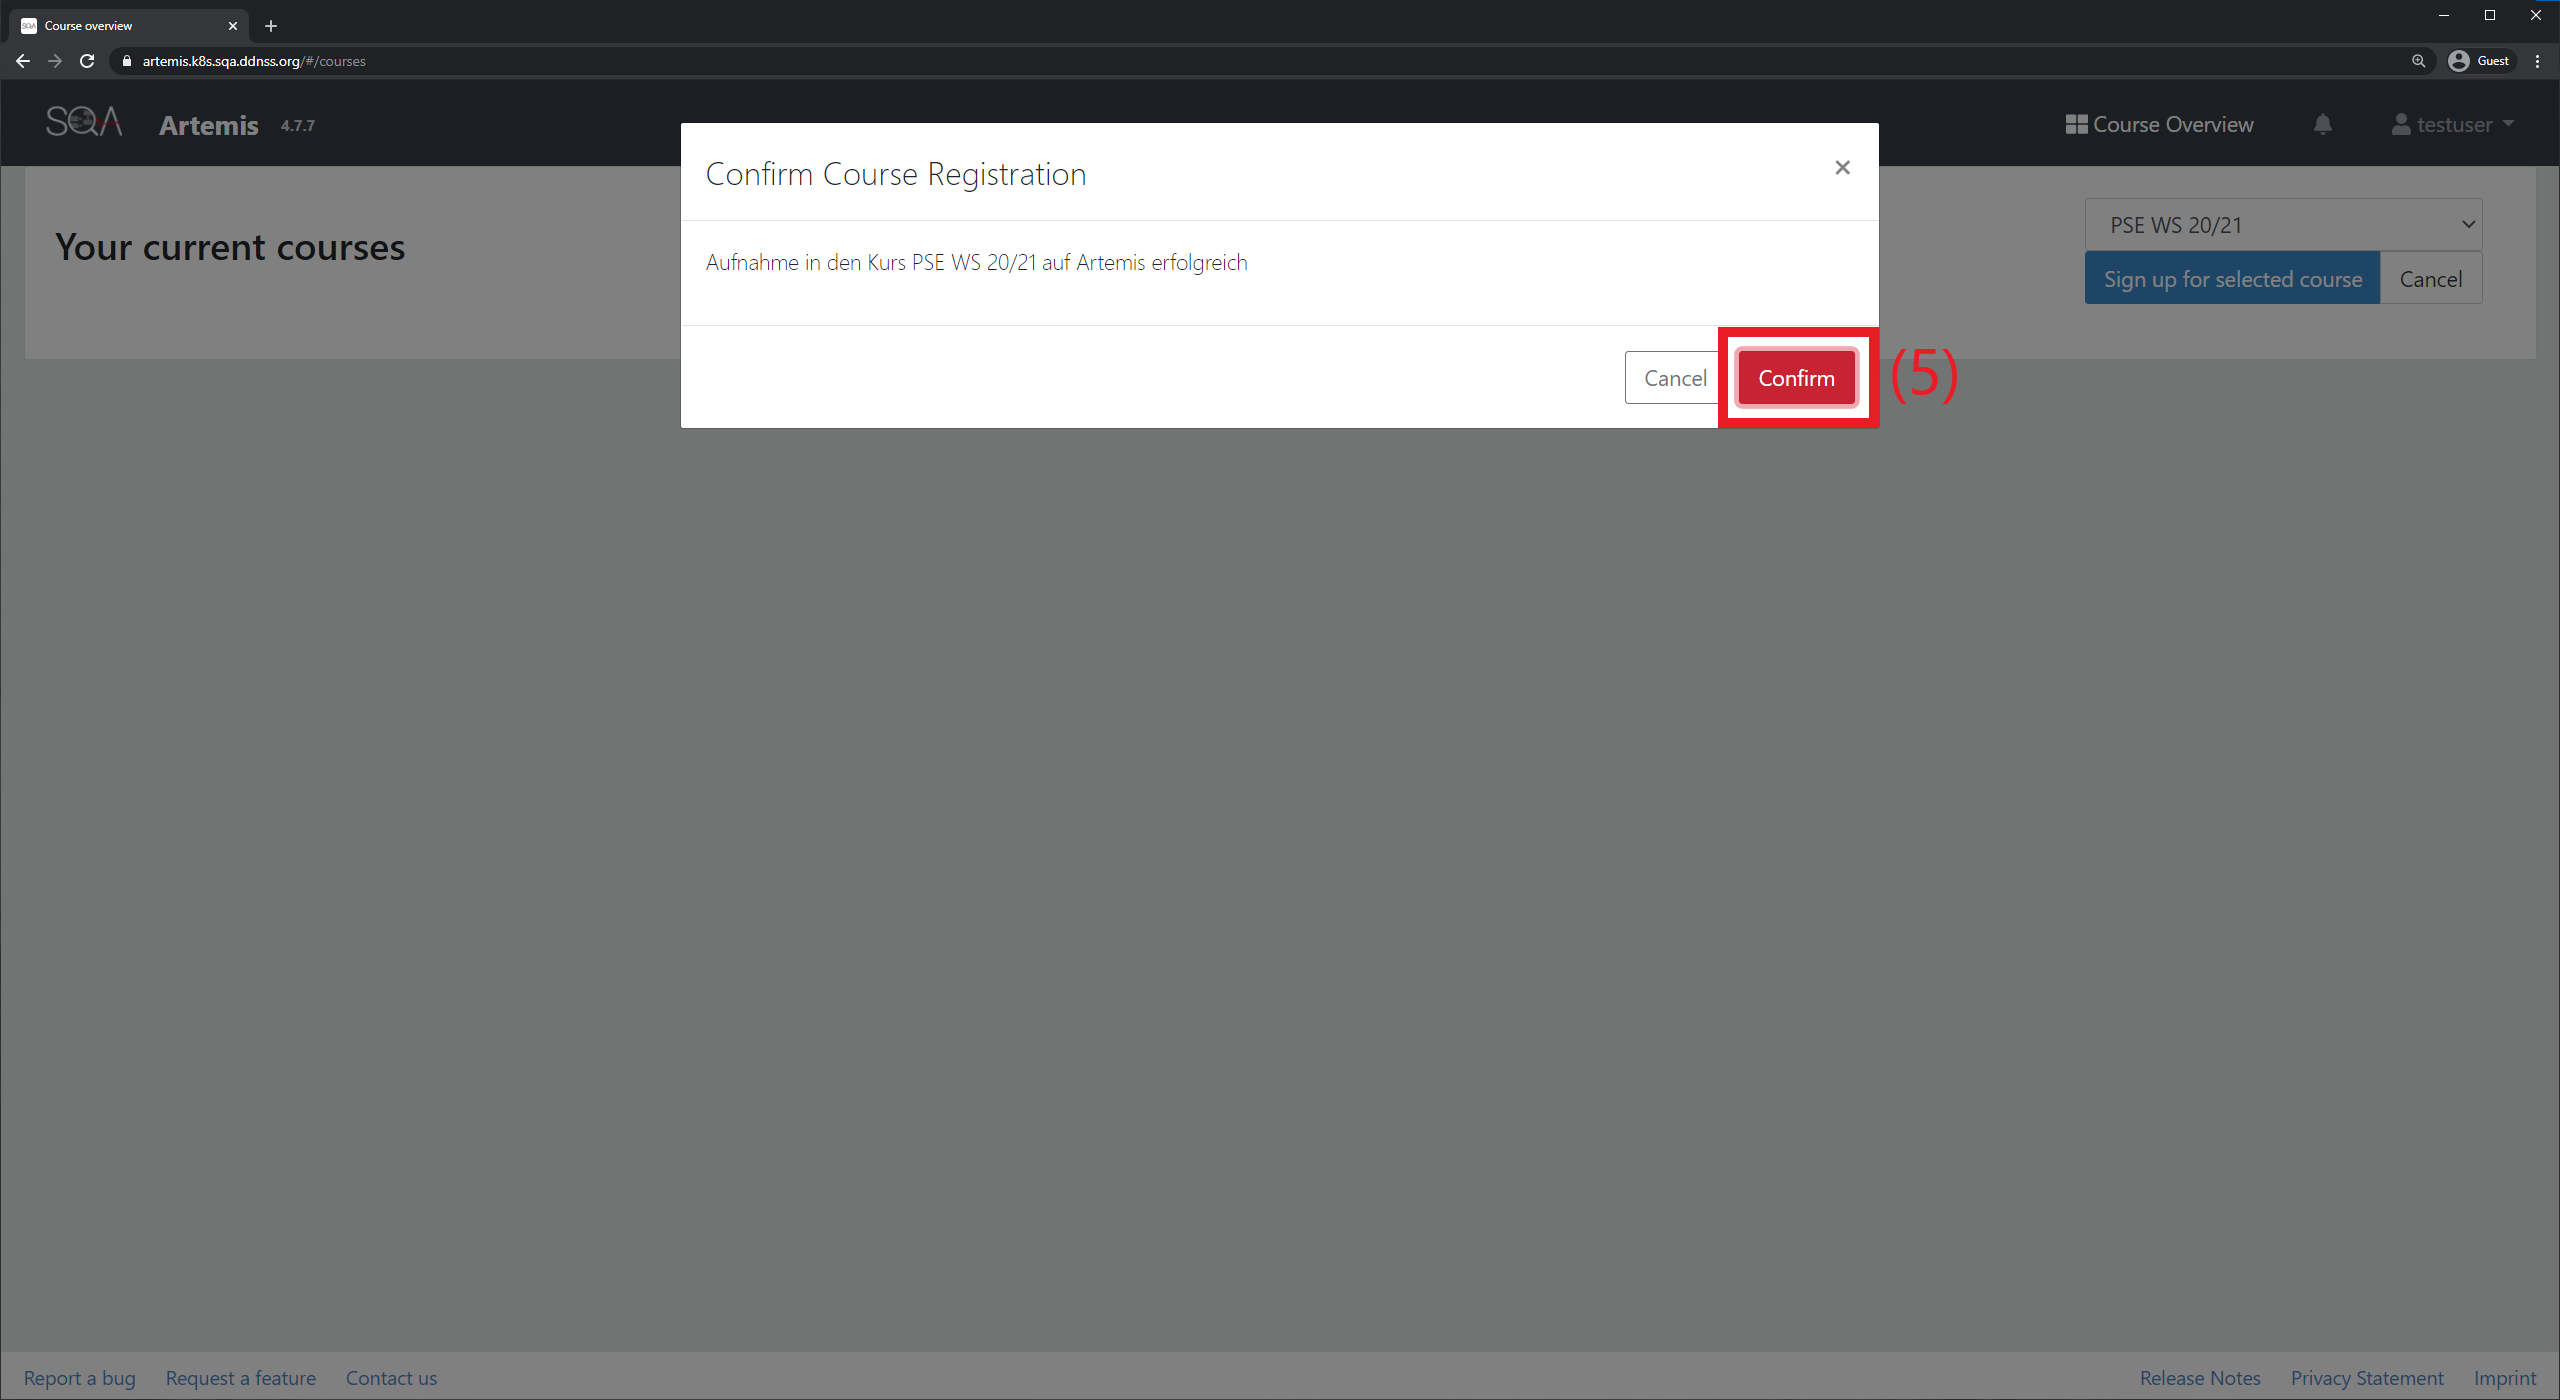 Course overview
artemis.k8s.sqa.ddnss.org/#/courses
Guest
SQA Artemis 4.7.7
Course Overview
testuser
Confirm Course Registration
Aufnahme in den Kurs PSE WS 20/21 auf Artemis erfolgreich
Cancel
Confirm
(5)
Your current courses
PSE WS 20/21
Sign up for selected course
Cancel
Report a bug
Request a feature
Contact us
Release Notes
Privacy Statement
Imprint